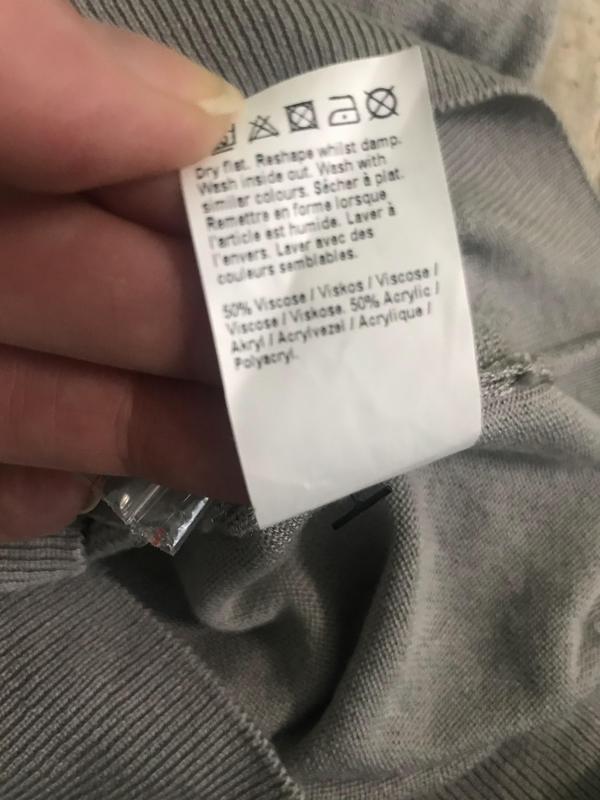 Dry flat. Reshape whilst damp.
Wash inside out. Wash with
similar colours. Sécher à plat.
Remettre en forme lorsque
l'article est humide. Laver à
l'envers. Laver avec des
couleurs semblables.
50% Viscose / Viskos / Viscose /
Viscose / Viskose. 50% Acrylic /
Akryl / Acrylvezel / Acrylique /
Polyacryl.